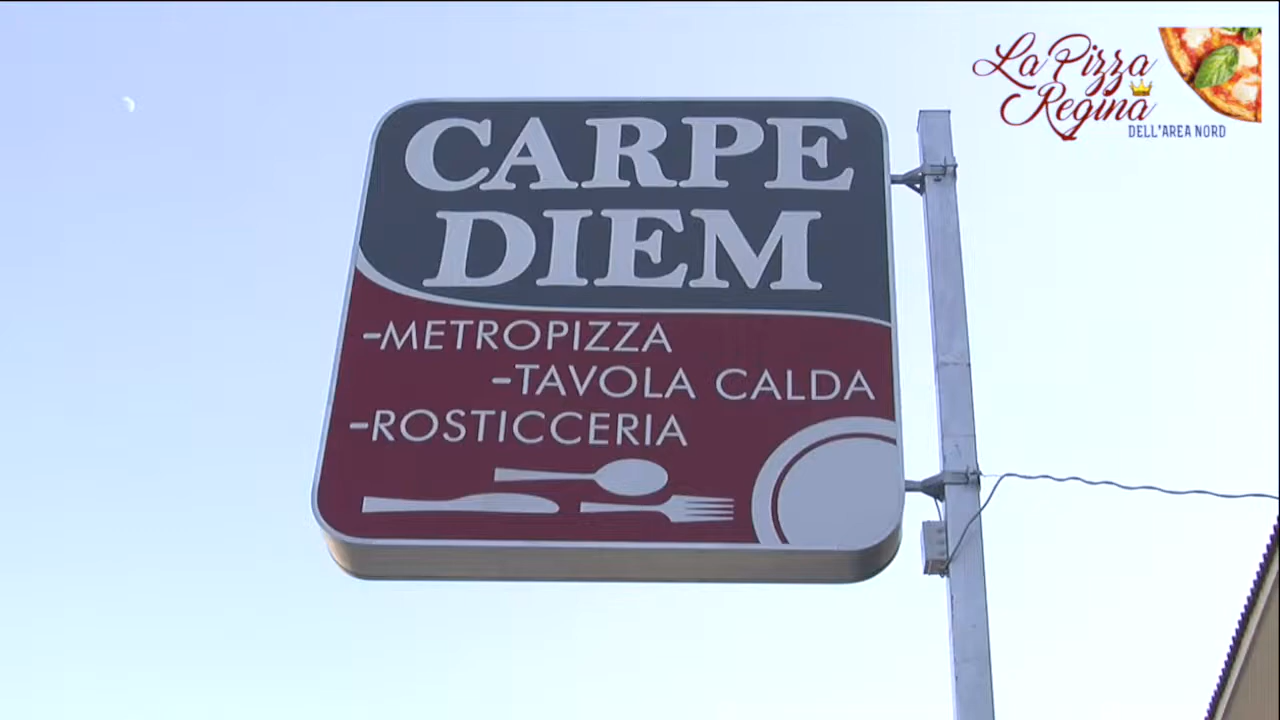 CARPE
DIEM
-METROPIZZA
-TAVOLA CALDA
-ROSTICCERIA
La Pizza
Regina
DELL'AREA NORD